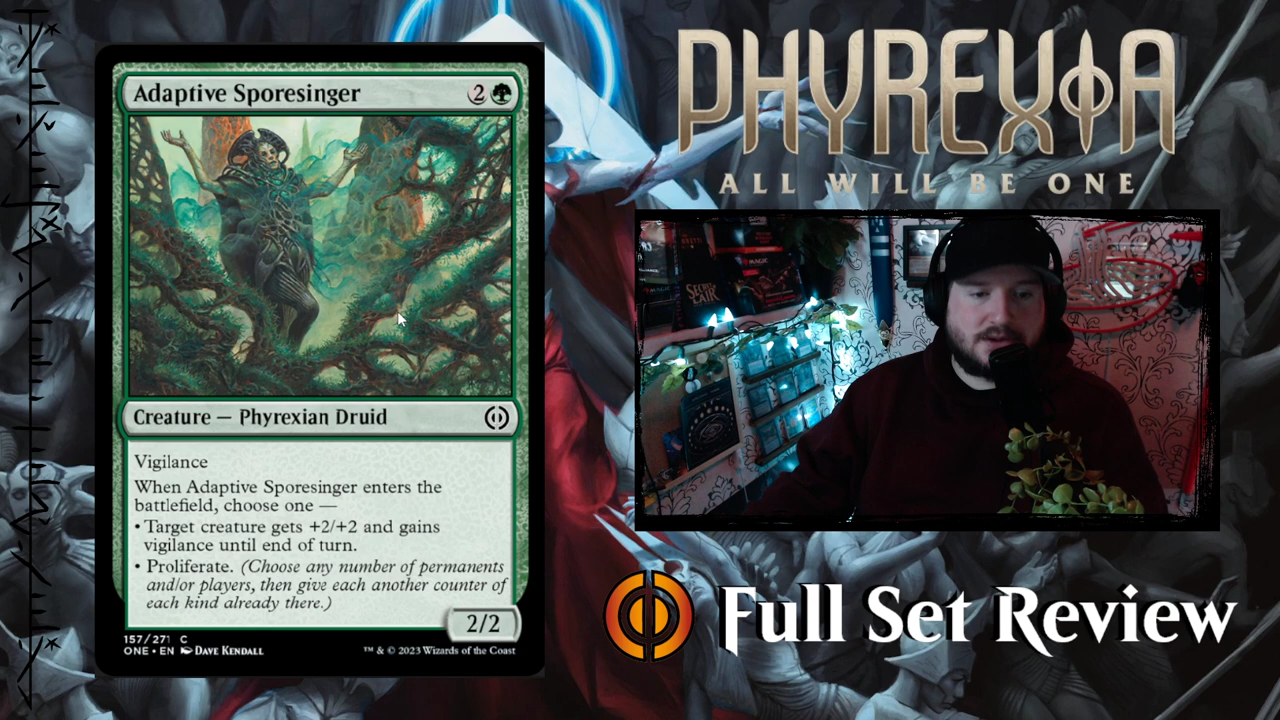 Adaptive Sporesinger
2
Creature — Phyrexian Druid
Vigilance
When Adaptive Sporesinger enters the
battlefield, choose one —
• Target creature gets +2/+2 and gains
vigilance until end of turn.
• Proliferate. (Choose any number of permanents
and/or players, then give each another counter of
each kind already there.)
2/2
157/271 C
ONE • EN DAVE KENDALL
™ & © 2023 Wizards of the Coast
PHYREXIA
ALL WILL BE ONE
MAGIC
SECRET
LAIR
Full Set Review